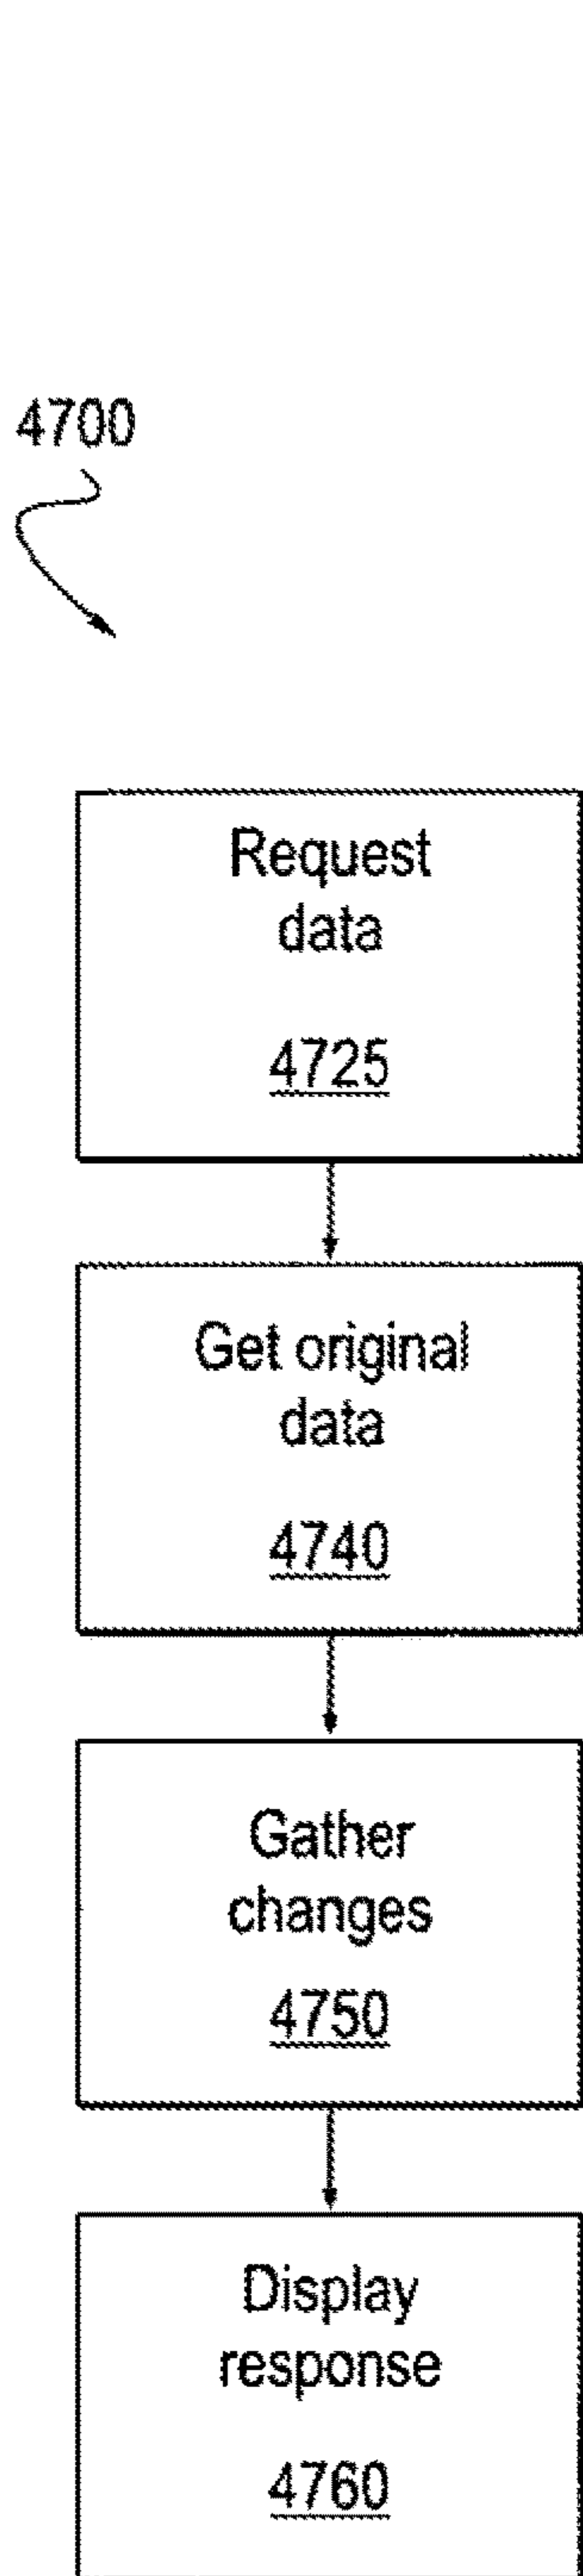 4700
Request
data
4725
Get original
data
4740
Gather
changes
4750
Display
response
4760